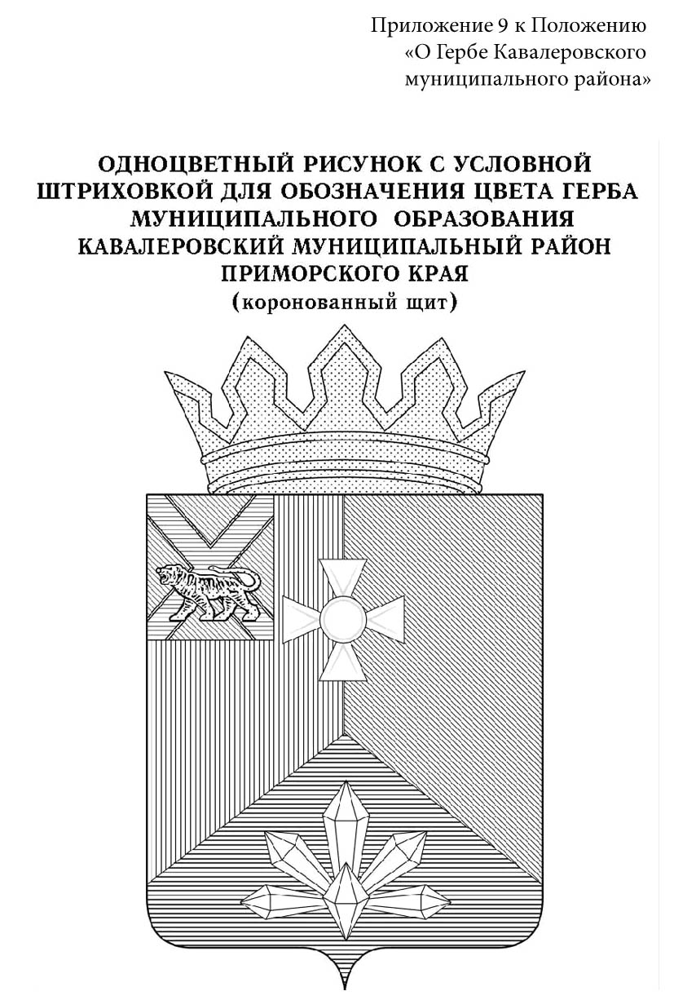 Приложение 9 к Положению
«О Гербе Кавалеровского
муниципального района»
ОДНОЦВЕТНЫЙ РИСУНОК С УСЛОВНОЙ
ШТРИХОВКОЙ ДЛЯ ОБОЗНАЧЕНИЯ ЦВЕТА ГЕРБА
МУНИЦИПАЛЬНОГО ОБРАЗОВАНИЯ
КАВАЛЕРОВСКИЙ МУНИЦИПАЛЬНЫЙ РАЙОН
ПРИМОРСКОГО КРАЯ
(коронованный щит)